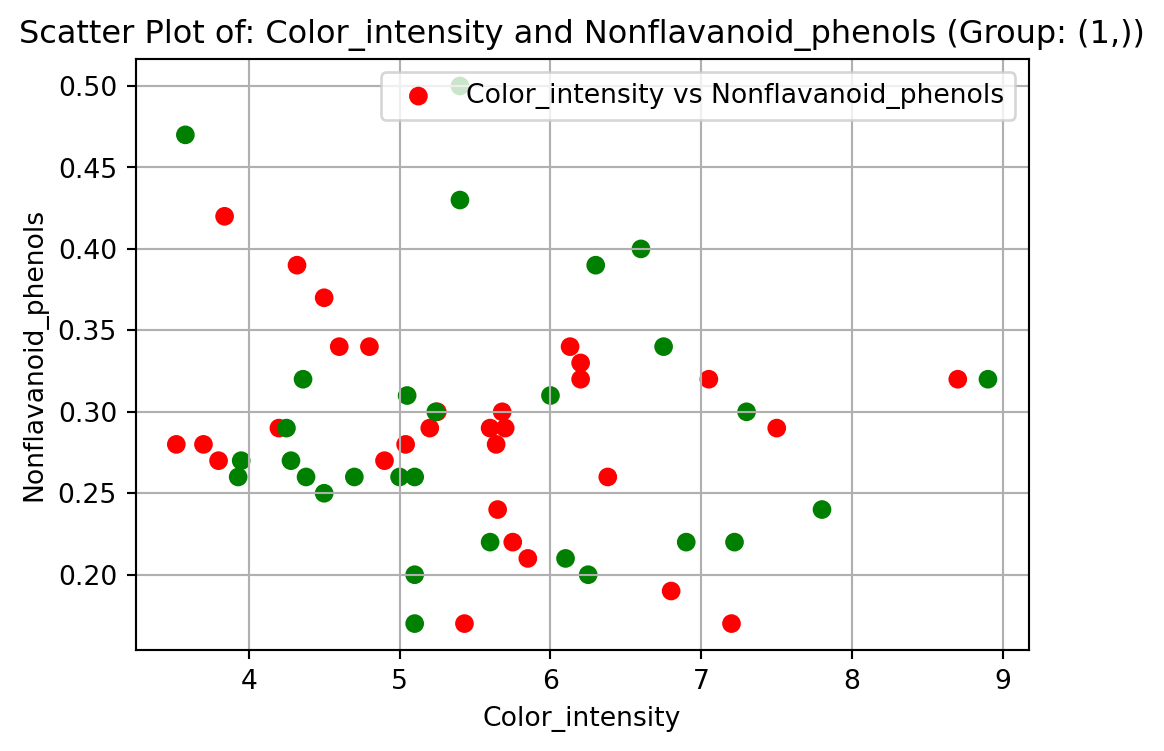 Scatter Plot of: Color_intensity and Nonflavanoid_phenols (Group: (1,))
Color_intensity vs Nonflavanoid_phenols
0.50
0.45
0.40
0.35
0.30
0.25
0.20
Nonflavanoid_phenols
4 5 6 7 8 9
Color_intensity